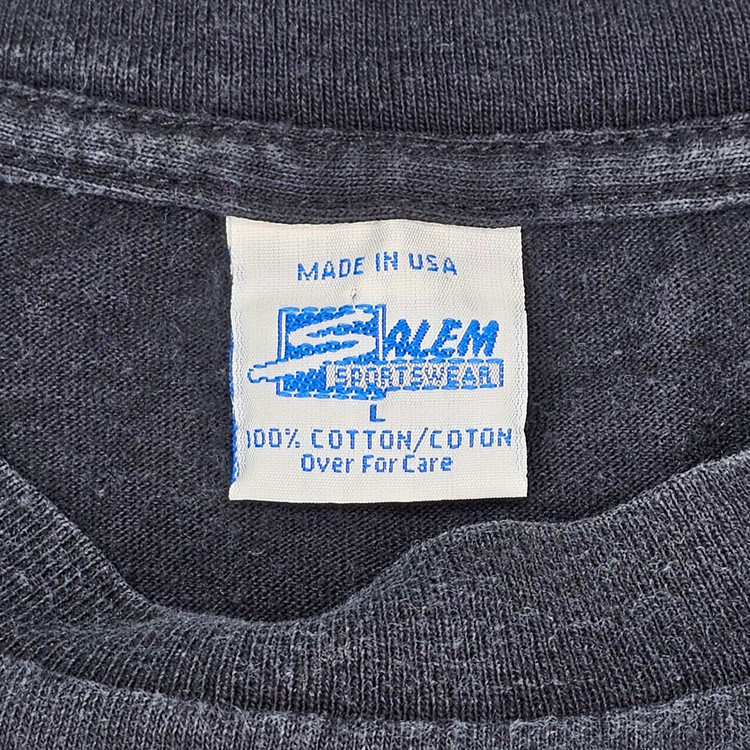 MADE IN USA
SALEM
SPORTSWEAR
L
100% COTTON/COTON
Over For Care